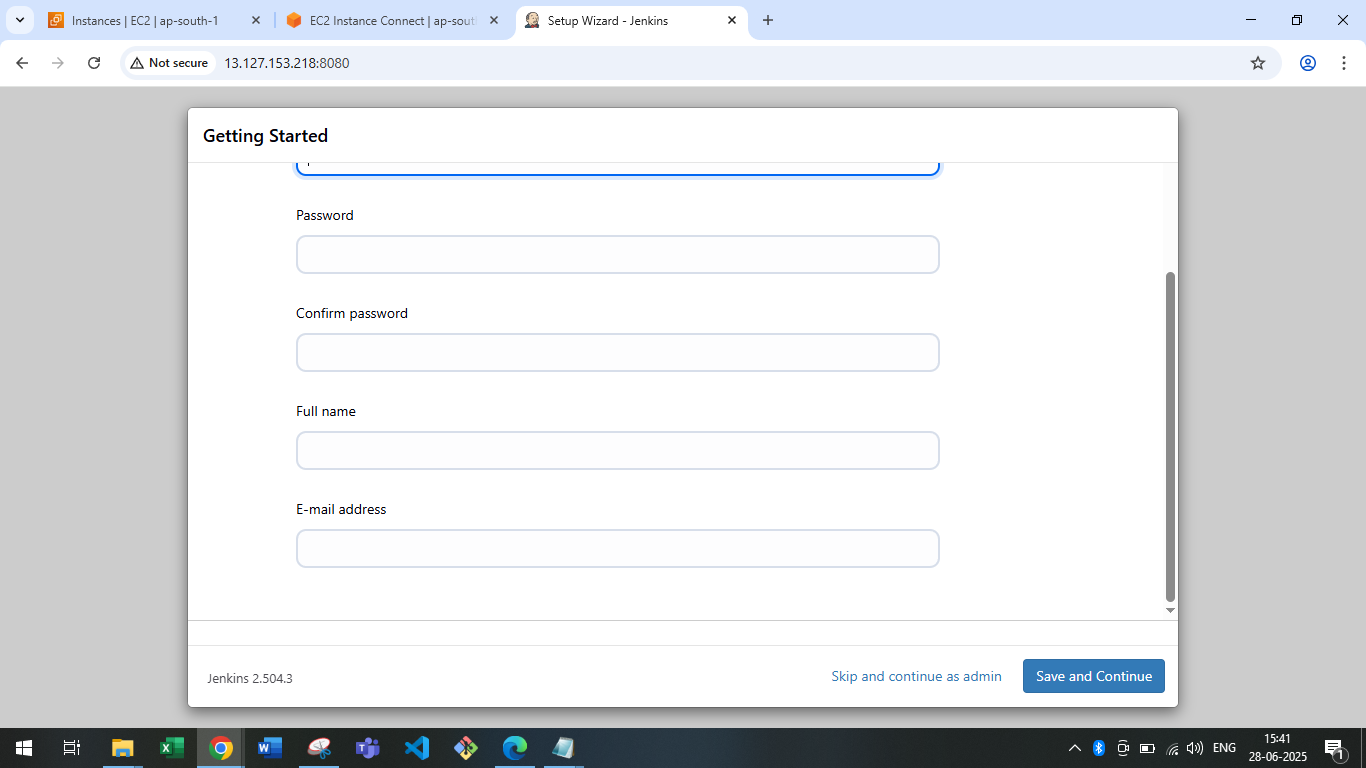 Instances | EC2 | ap-south-1
EC2 Instance Connect | ap-sout
Setup Wizard - Jenkins
Not secure
13.127.153.218:8080
Getting Started
Password
Confirm password
Full name
E-mail address
Jenkins 2.504.3
Skip and continue as admin
Save and Continue
ENG
15:41
28-06-2025
1